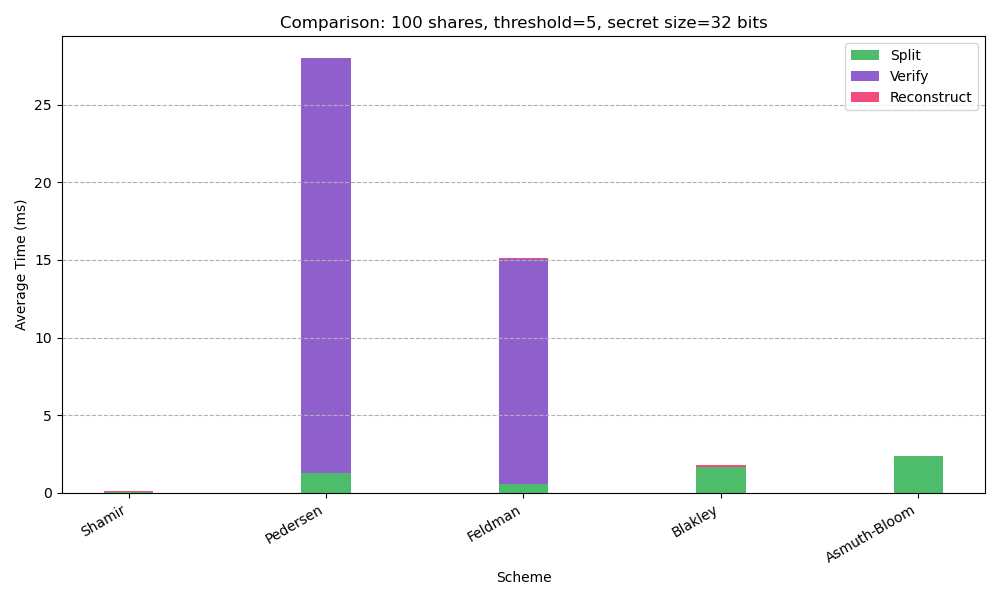 Comparison: 100 shares, threshold=5, secret size=32 bits
Split
Verify
Reconstruct
Average Time (ms)
25
20
15
10
5
0
Shamir
Pedersen
Feldman
Blakley
Asmuth-Bloom
Scheme